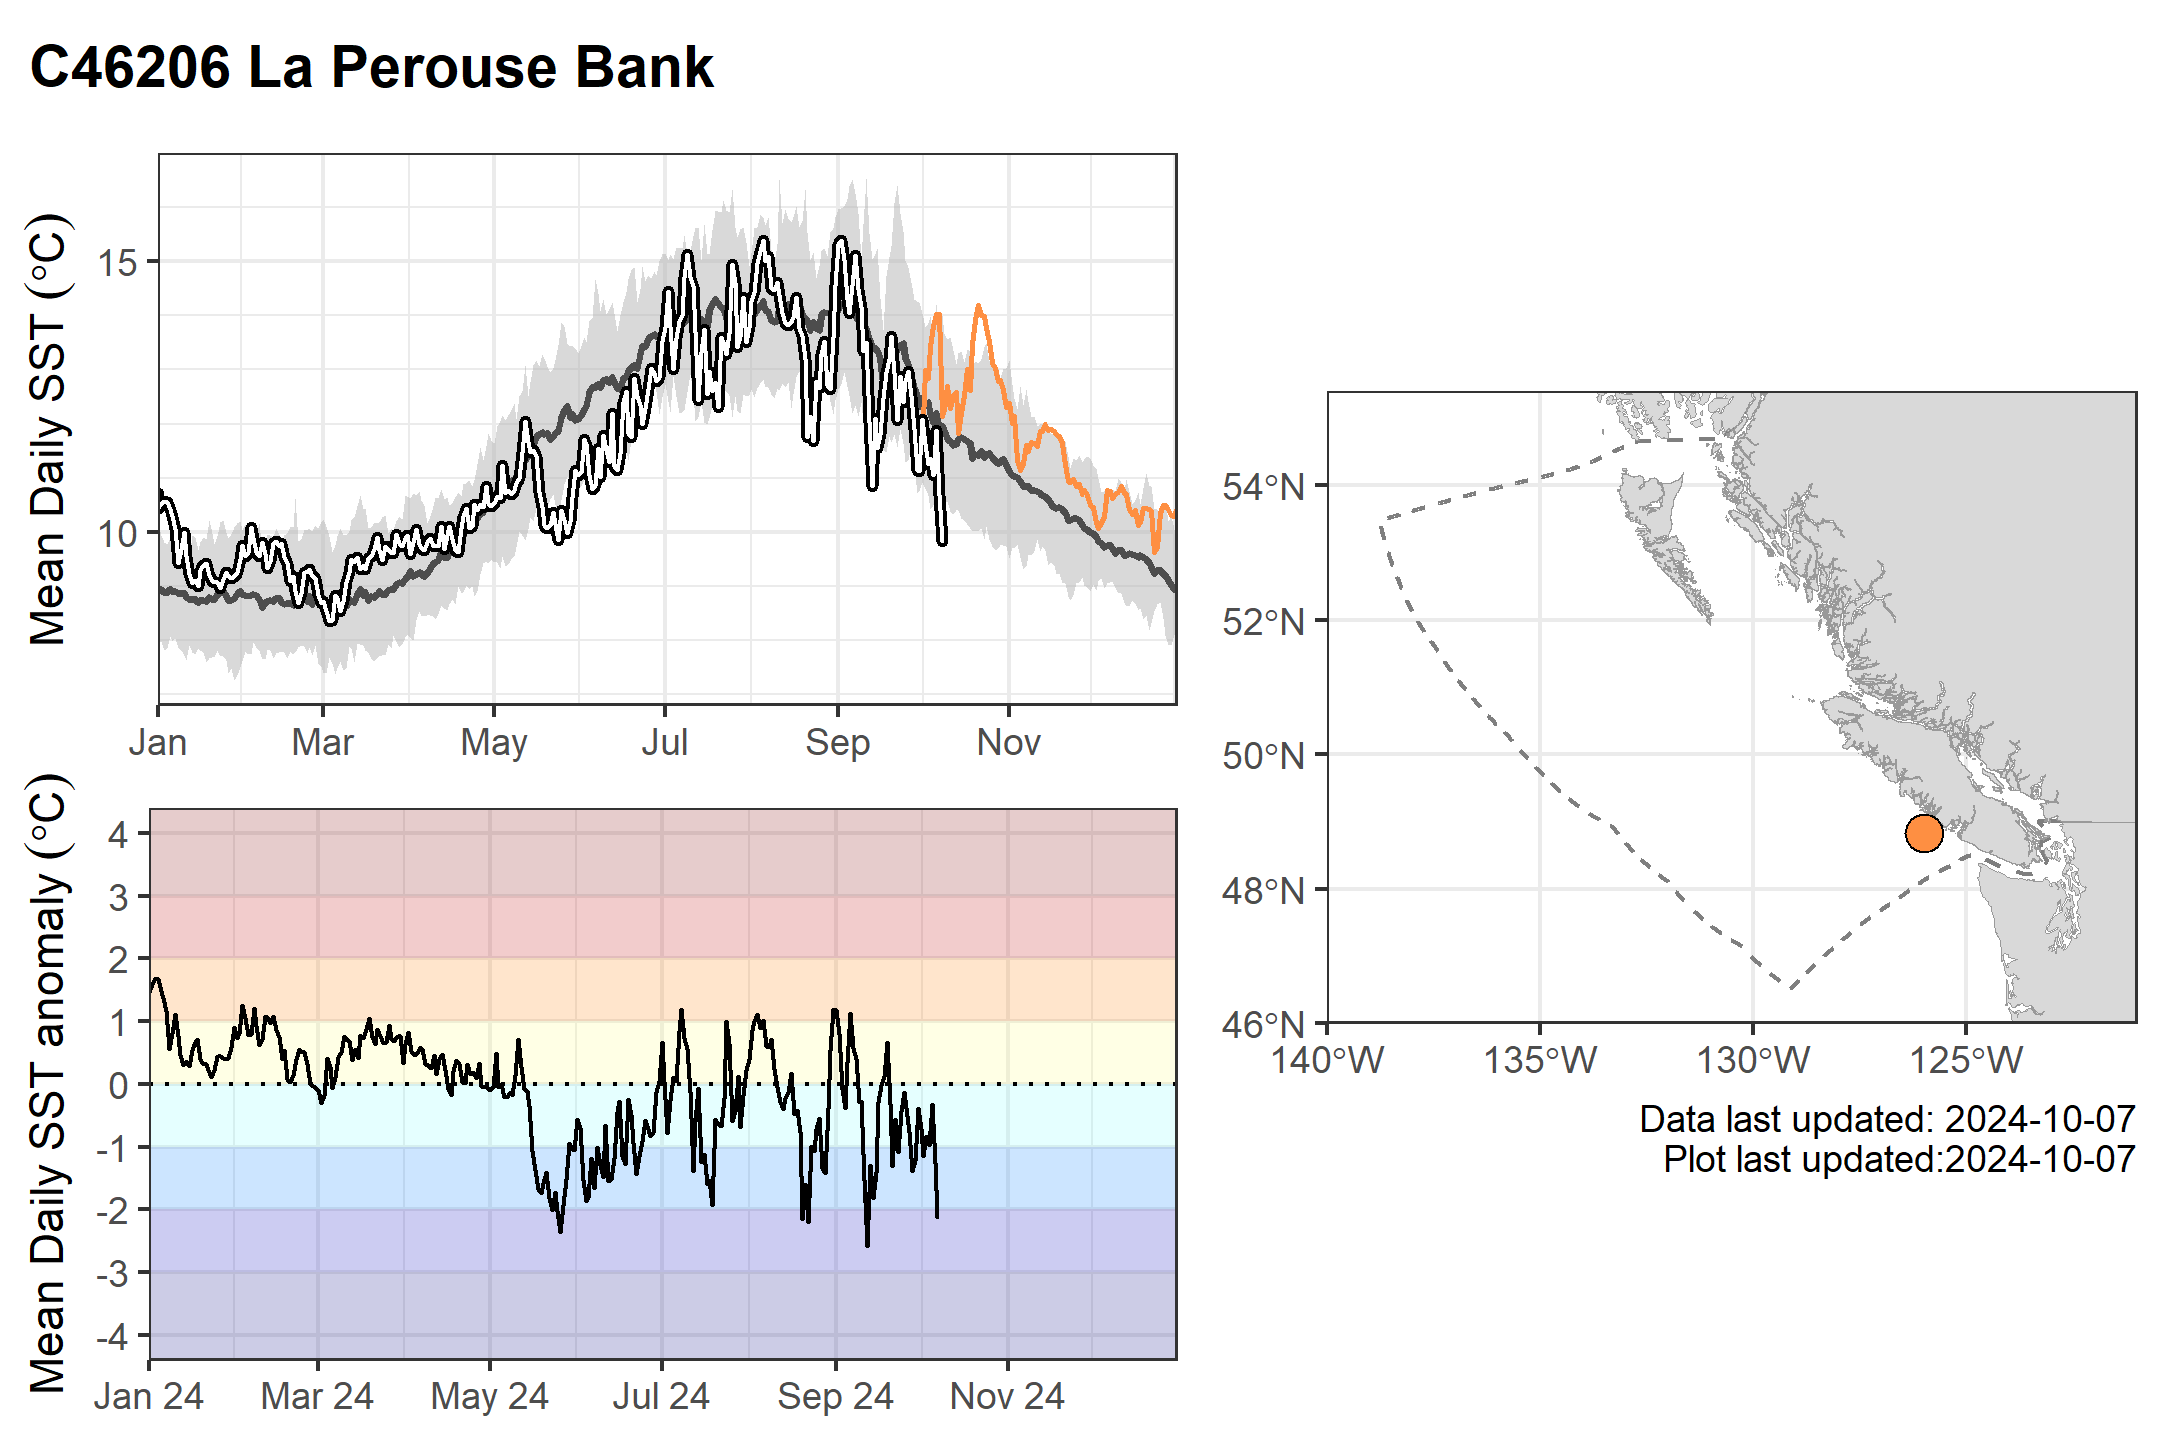 C46206 La Perouse Bank
Mean Daily SST (°C)
15
10
Jan Mar May Jul Sep Nov
Mean Daily SST anomaly (°C)
4
3
2
1
0
-1
-2
-3
-4
Jan 24 Mar 24 May 24 Jul 24 Sep 24 Nov 24
54°N
52°N
50°N
48°N
46°N
140°W 135°W 130°W 125°W
Data last updated: 2024-10-07
Plot last updated:2024-10-07